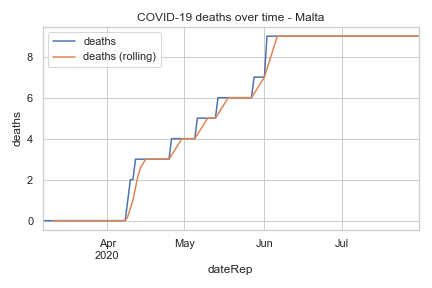 COVID-19 deaths over time - Malta
deaths
deaths (rolling)
deaths
8
6
4
2
0
Apr
2020
May
Jun
Jul
dateRep